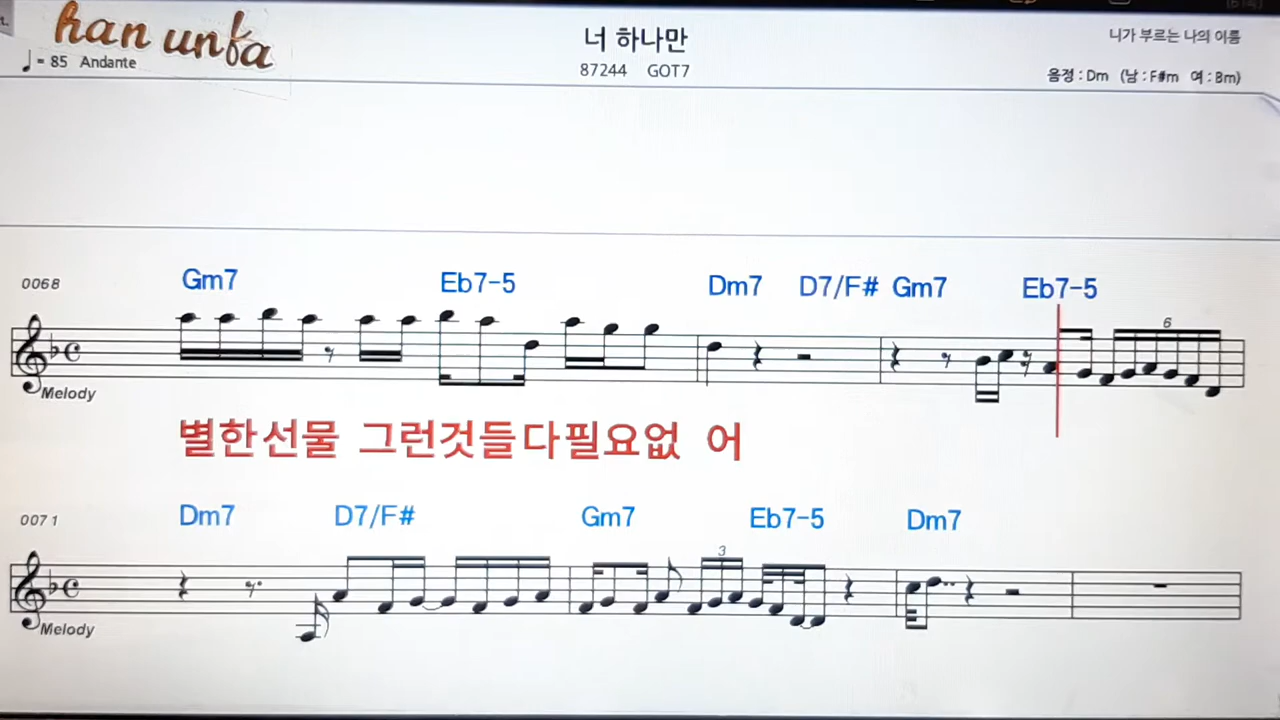 han unfa
너 하나만
니가 부르는 나의 이름
♩ = 85 Andante
87244 GOT7
음정 : Dm (남 : F#m 여 : Bm)
0068 Gm7 Eb7-5 Dm7 D7/F# Gm7 Eb7-5
6
Melody
별한선물 그런것들다필요없 어
0071 Dm7 D7/F# Gm7 Eb7-5 Dm7
3
Melody